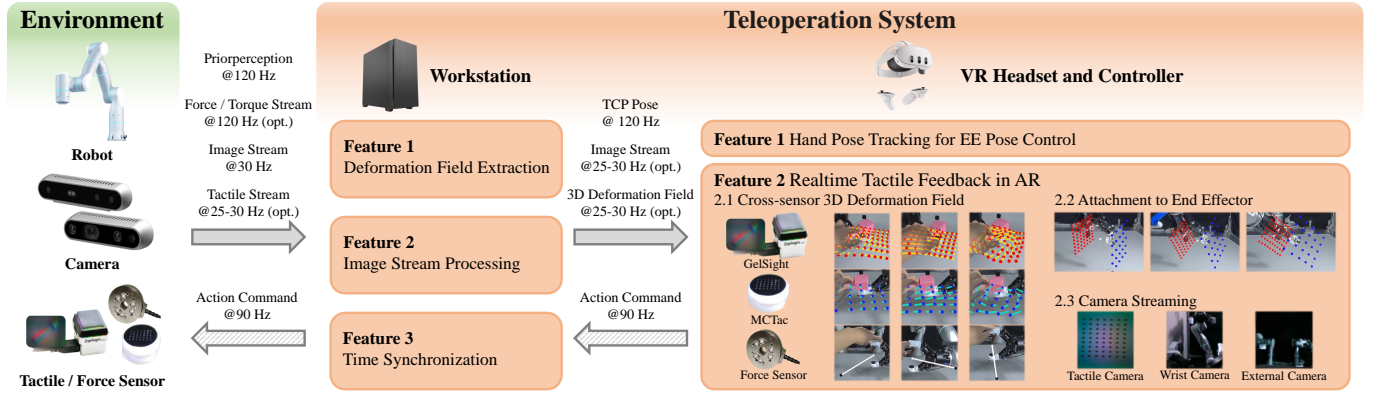 Environment
Teleoperation System
Robot
Camera
Tactile / Force Sensor
Priorperception
@120 Hz
Force / Torque Stream
@120 Hz (opt.)
Image Stream
@30 Hz
Tactile Stream
@25-30 Hz (opt.)
Action Command
@90 Hz
Workstation
Feature 1
Deformation Field Extraction
Feature 2
Image Stream Processing
Feature 3
Time Synchronization
TCP Pose
@ 120 Hz
Image Stream
@25-30 Hz (opt.)
3D Deformation Field
@25-30 Hz (opt.)
Action Command
@90 Hz
VR Headset and Controller
Feature 1 Hand Pose Tracking for EE Pose Control
Feature 2 Realtime Tactile Feedback in AR
2.1 Cross-sensor 3D Deformation Field
GelSight
MCTac
Force Sensor
2.2 Attachment to End Effector
2.3 Camera Streaming
Tactile Camera
Wrist Camera
External Camera